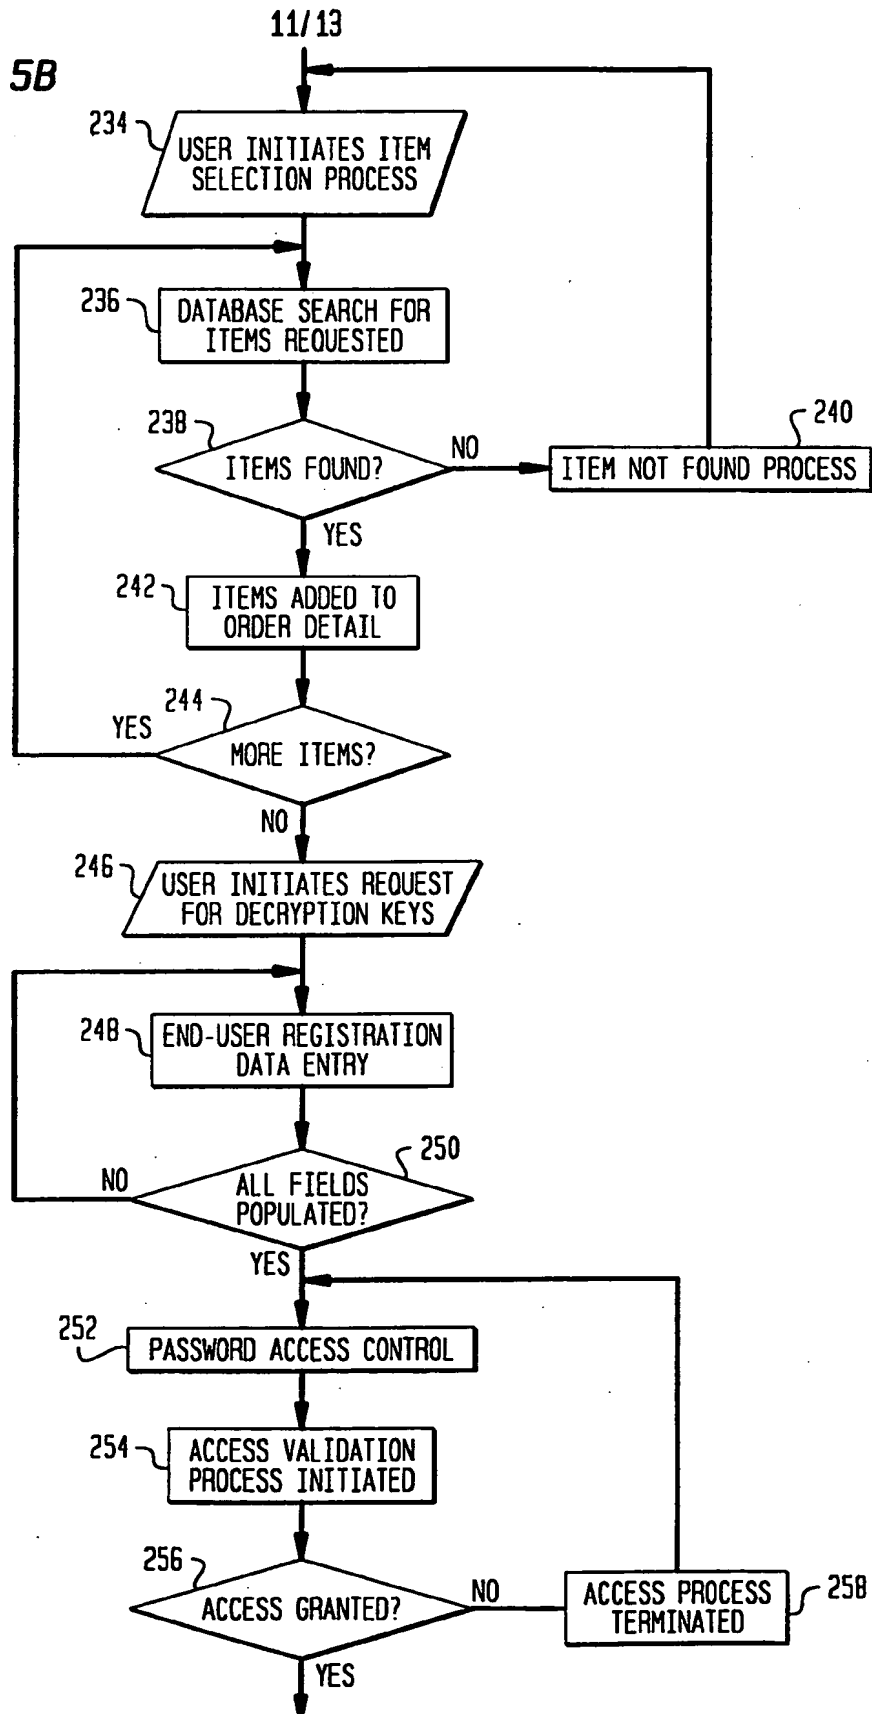 11/13
5B
234
USER INITIATES ITEM
SELECTION PROCESS
236
DATABASE SEARCH FOR
ITEMS REQUESTED
238
ITEMS FOUND?
NO
240
ITEM NOT FOUND PROCESS
YES
242
ITEMS ADDED TO
ORDER DETAIL
244
YES
MORE ITEMS?
NO
246
USER INITIATES REQUEST
FOR DECRYPTION KEYS
248
END-USER REGISTRATION
DATA ENTRY
250
NO
ALL FIELDS
POPULATED?
YES
252
PASSWORD ACCESS CONTROL
254
ACCESS VALIDATION
PROCESS INITIATED
256
ACCESS GRANTED?
NO
ACCESS PROCESS
TERMINATED
258
YES